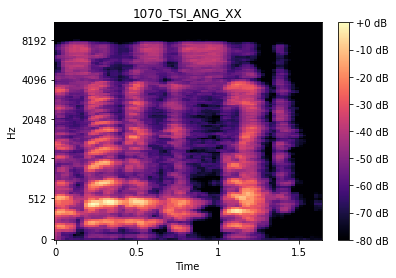 1070_TSI_ANG_XX
+0 dB
8192
-10 dB
4096
-20 dB
-30 dB
2048
Hz
-40 dB
1024
-50 dB
512
-60 dB
-70 dB
0
-80 dB
0
0.5
1
1.5
Time